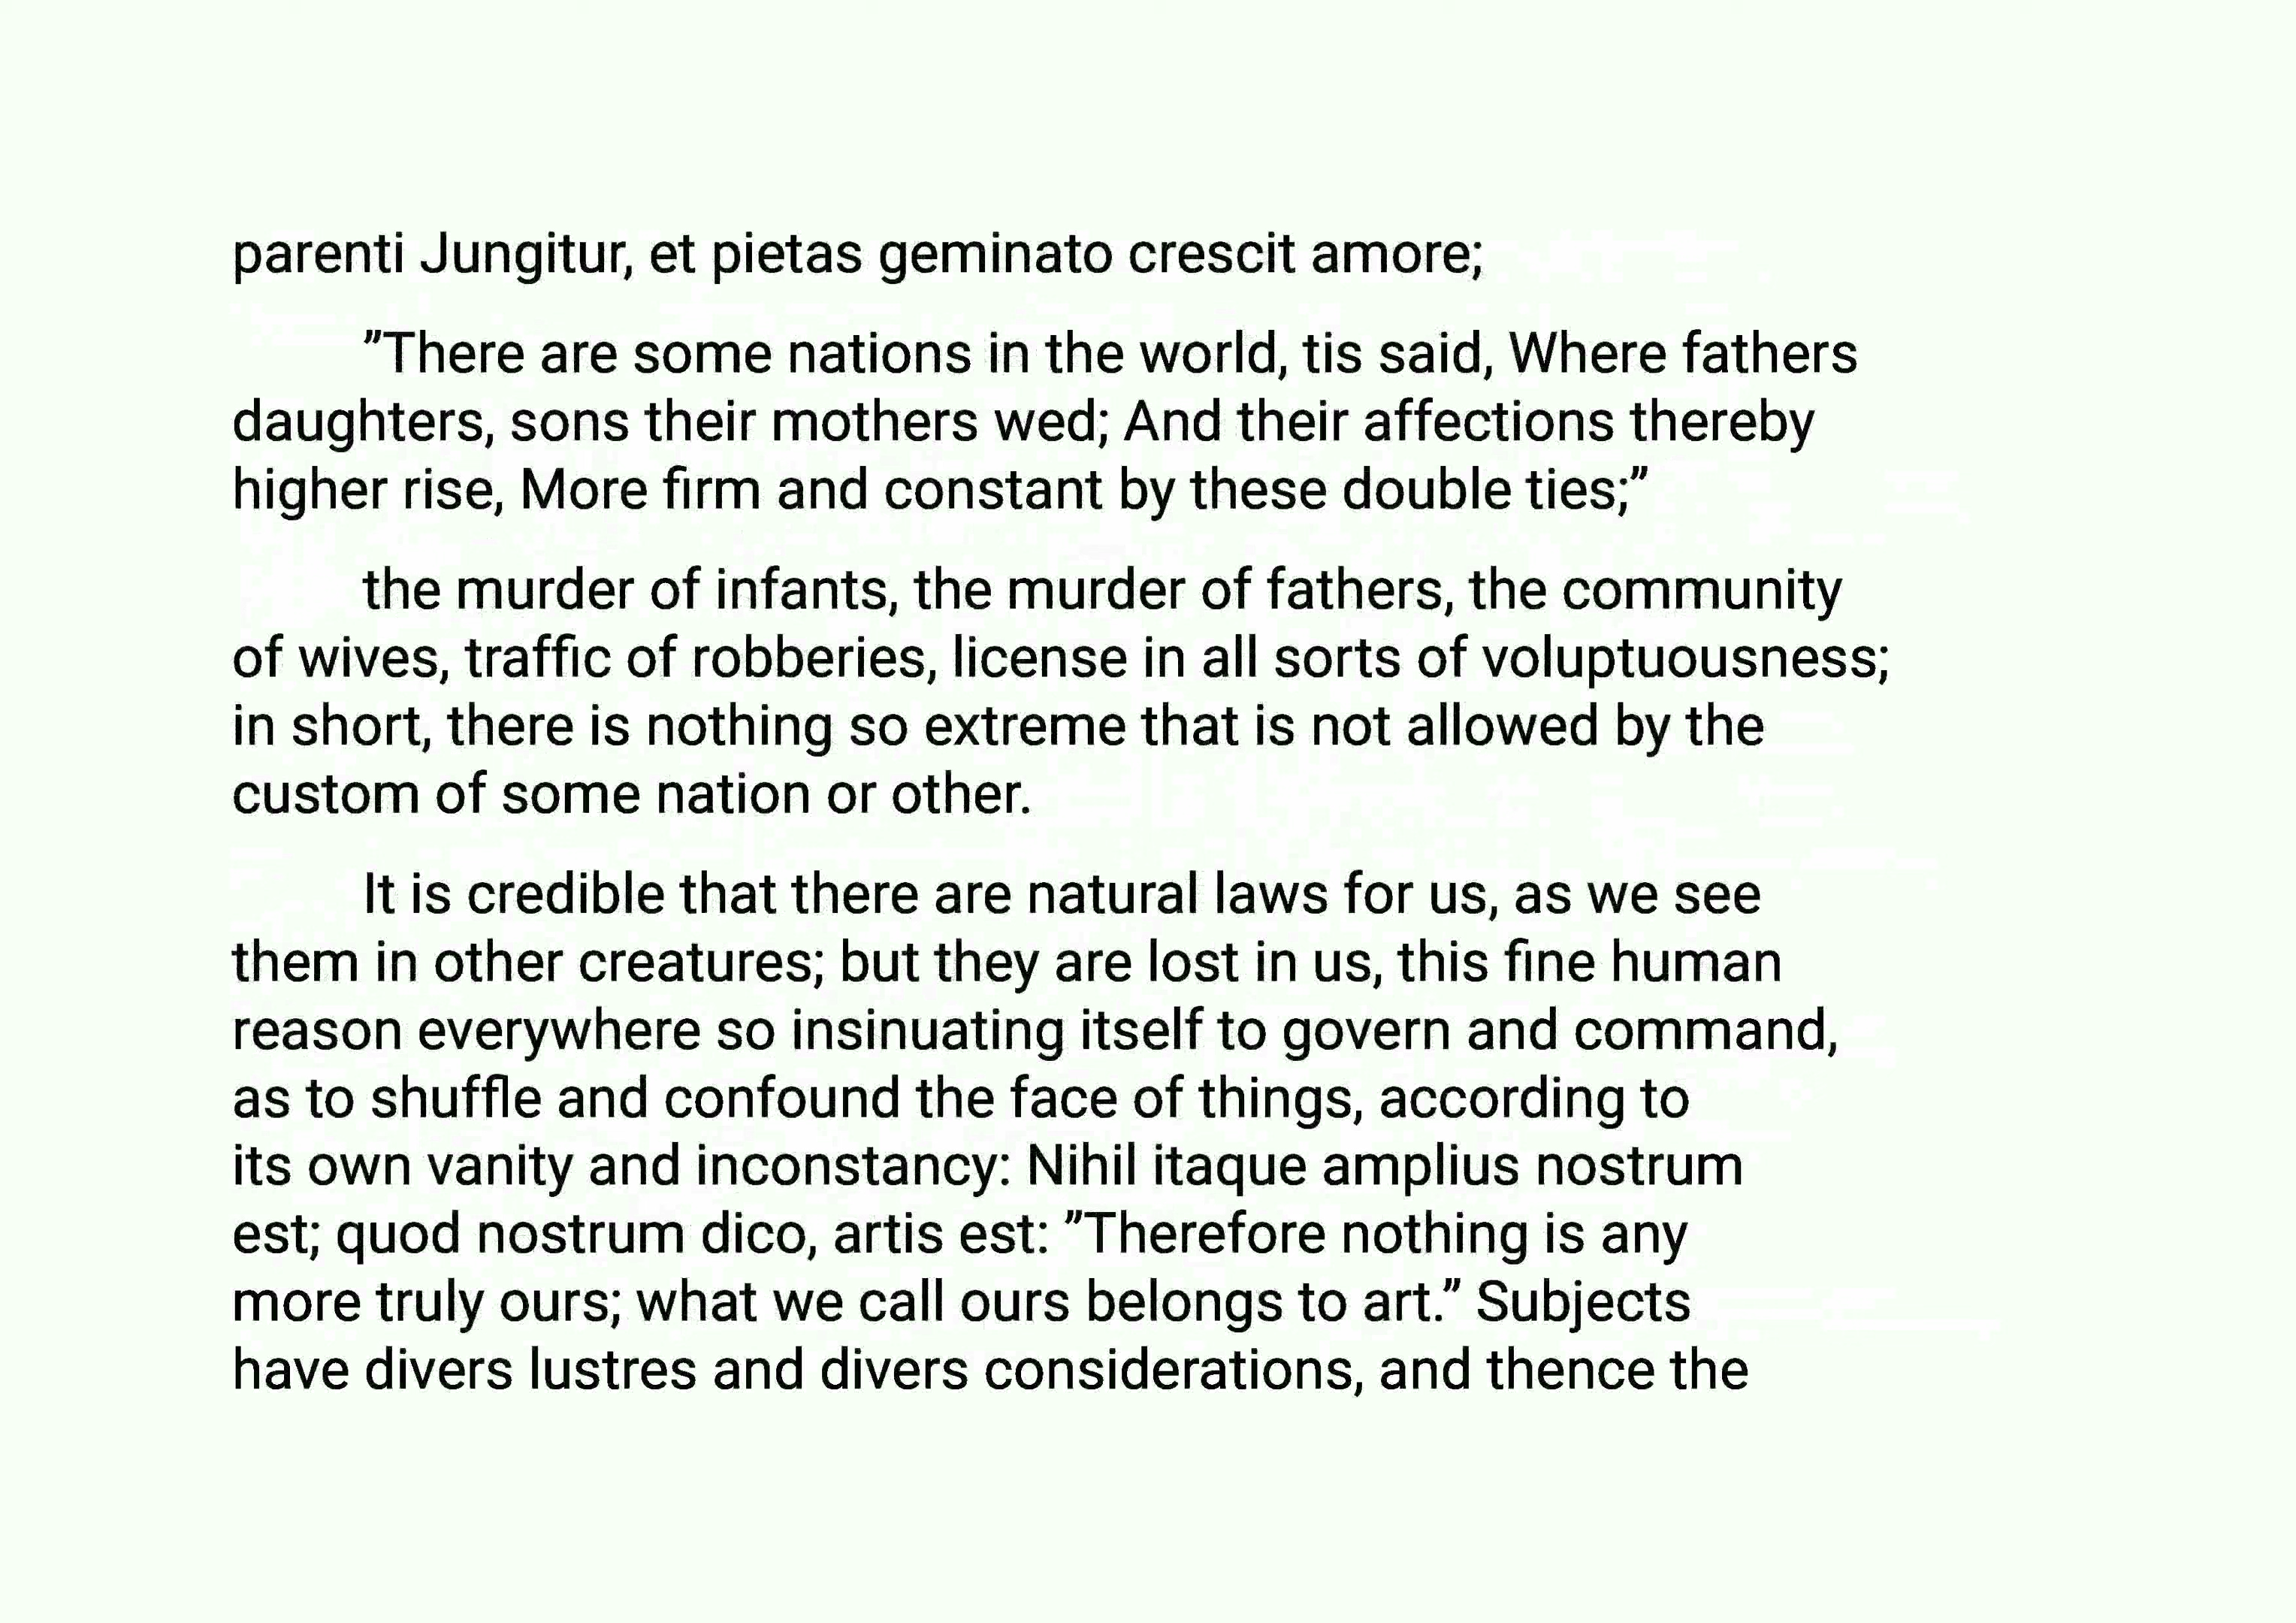 parenti Jungitur, et pietas geminato crescit amore;
”There are some nations in the world, tis said, Where fathers
daughters, sons their mothers wed; And their affections thereby
higher rise, More firm and constant by these double ties;”
the murder of infants, the murder of fathers, the community
of wives, traffic of robberies, license in all sorts of voluptuousness;
in short, there is nothing so extreme that is not allowed by the
custom of some nation or other.
It is credible that there are natural laws for us, as we see
them in other creatures; but they are lost in us, this fine human
reason everywhere so insinuating itself to govern and command,
as to shuffle and confound the face of things, according to
its own vanity and inconstancy: Nihil itaque amplius nostrum
est; quod nostrum dico, artis est: ”Therefore nothing is any
more truly ours; what we call ours belongs to art.” Subjects
have divers lustres and divers considerations, and thence the